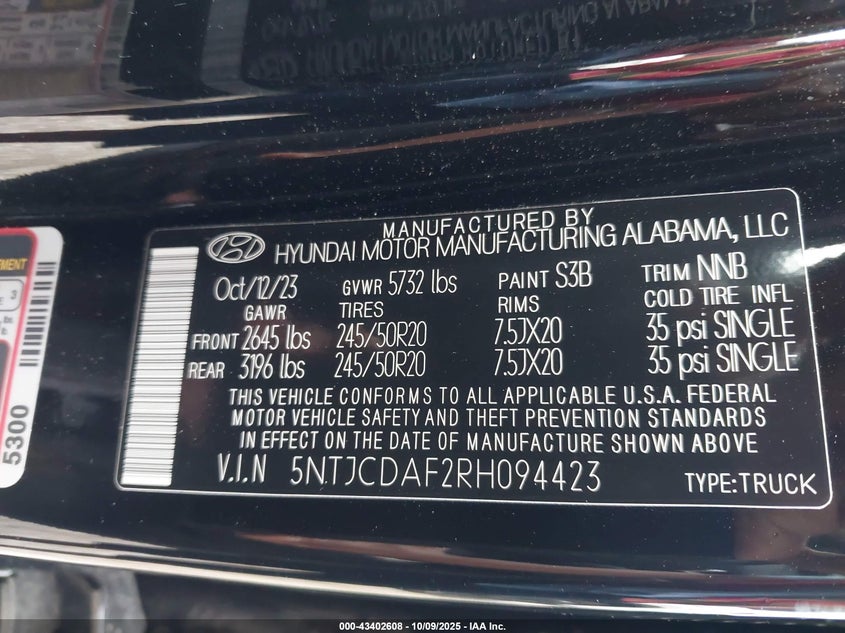 MANUFACTURED BY
HYUNDAI MOTOR MANUFACTURING ALABAMA, LLC
Oct/12/23 GVWR 5732 lbs PAINT S3B TRIM NNB
GAWR TIRES RIMS COLD TIRE INFL
FRONT 2645 lbs 245/50R20 7.5JX20 35 psi SINGLE
REAR 3196 lbs 245/50R20 7.5JX20 35 psi SINGLE
THIS VEHICLE CONFORMS TO ALL APPLICABLE U.S.A. FEDERAL
MOTOR VEHICLE SAFETY AND THEFT PREVENTION STANDARDS
IN EFFECT ON THE DATE OF MANUFACTURE SHOWN ABOVE
V.I.N 5NTJCDAF2RH094423 TYPE:TRUCK
5300
000-43402608 - 10/09/2025 - IAA Inc.